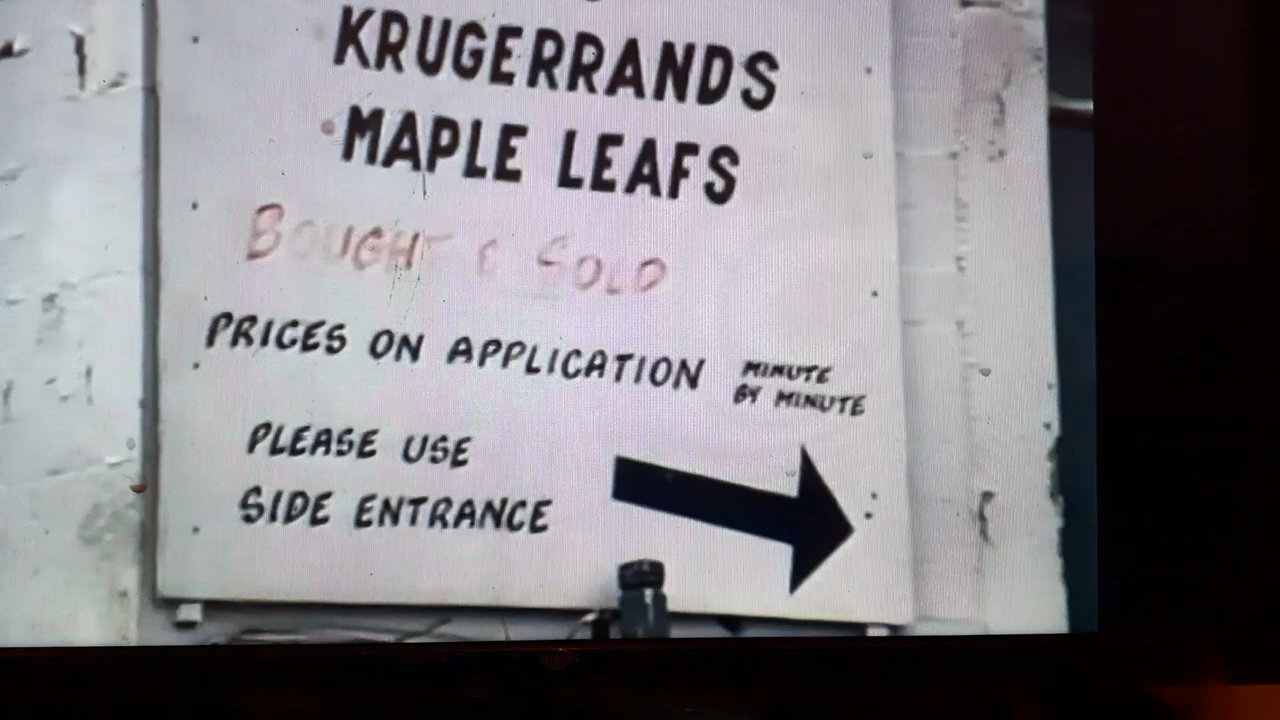 KRUGERRANDS
MAPLE LEAFS
BOUGHT & SOLD
PRICES ON APPLICATION MINUTE
BY MINUTE
PLEASE USE
SIDE ENTRANCE